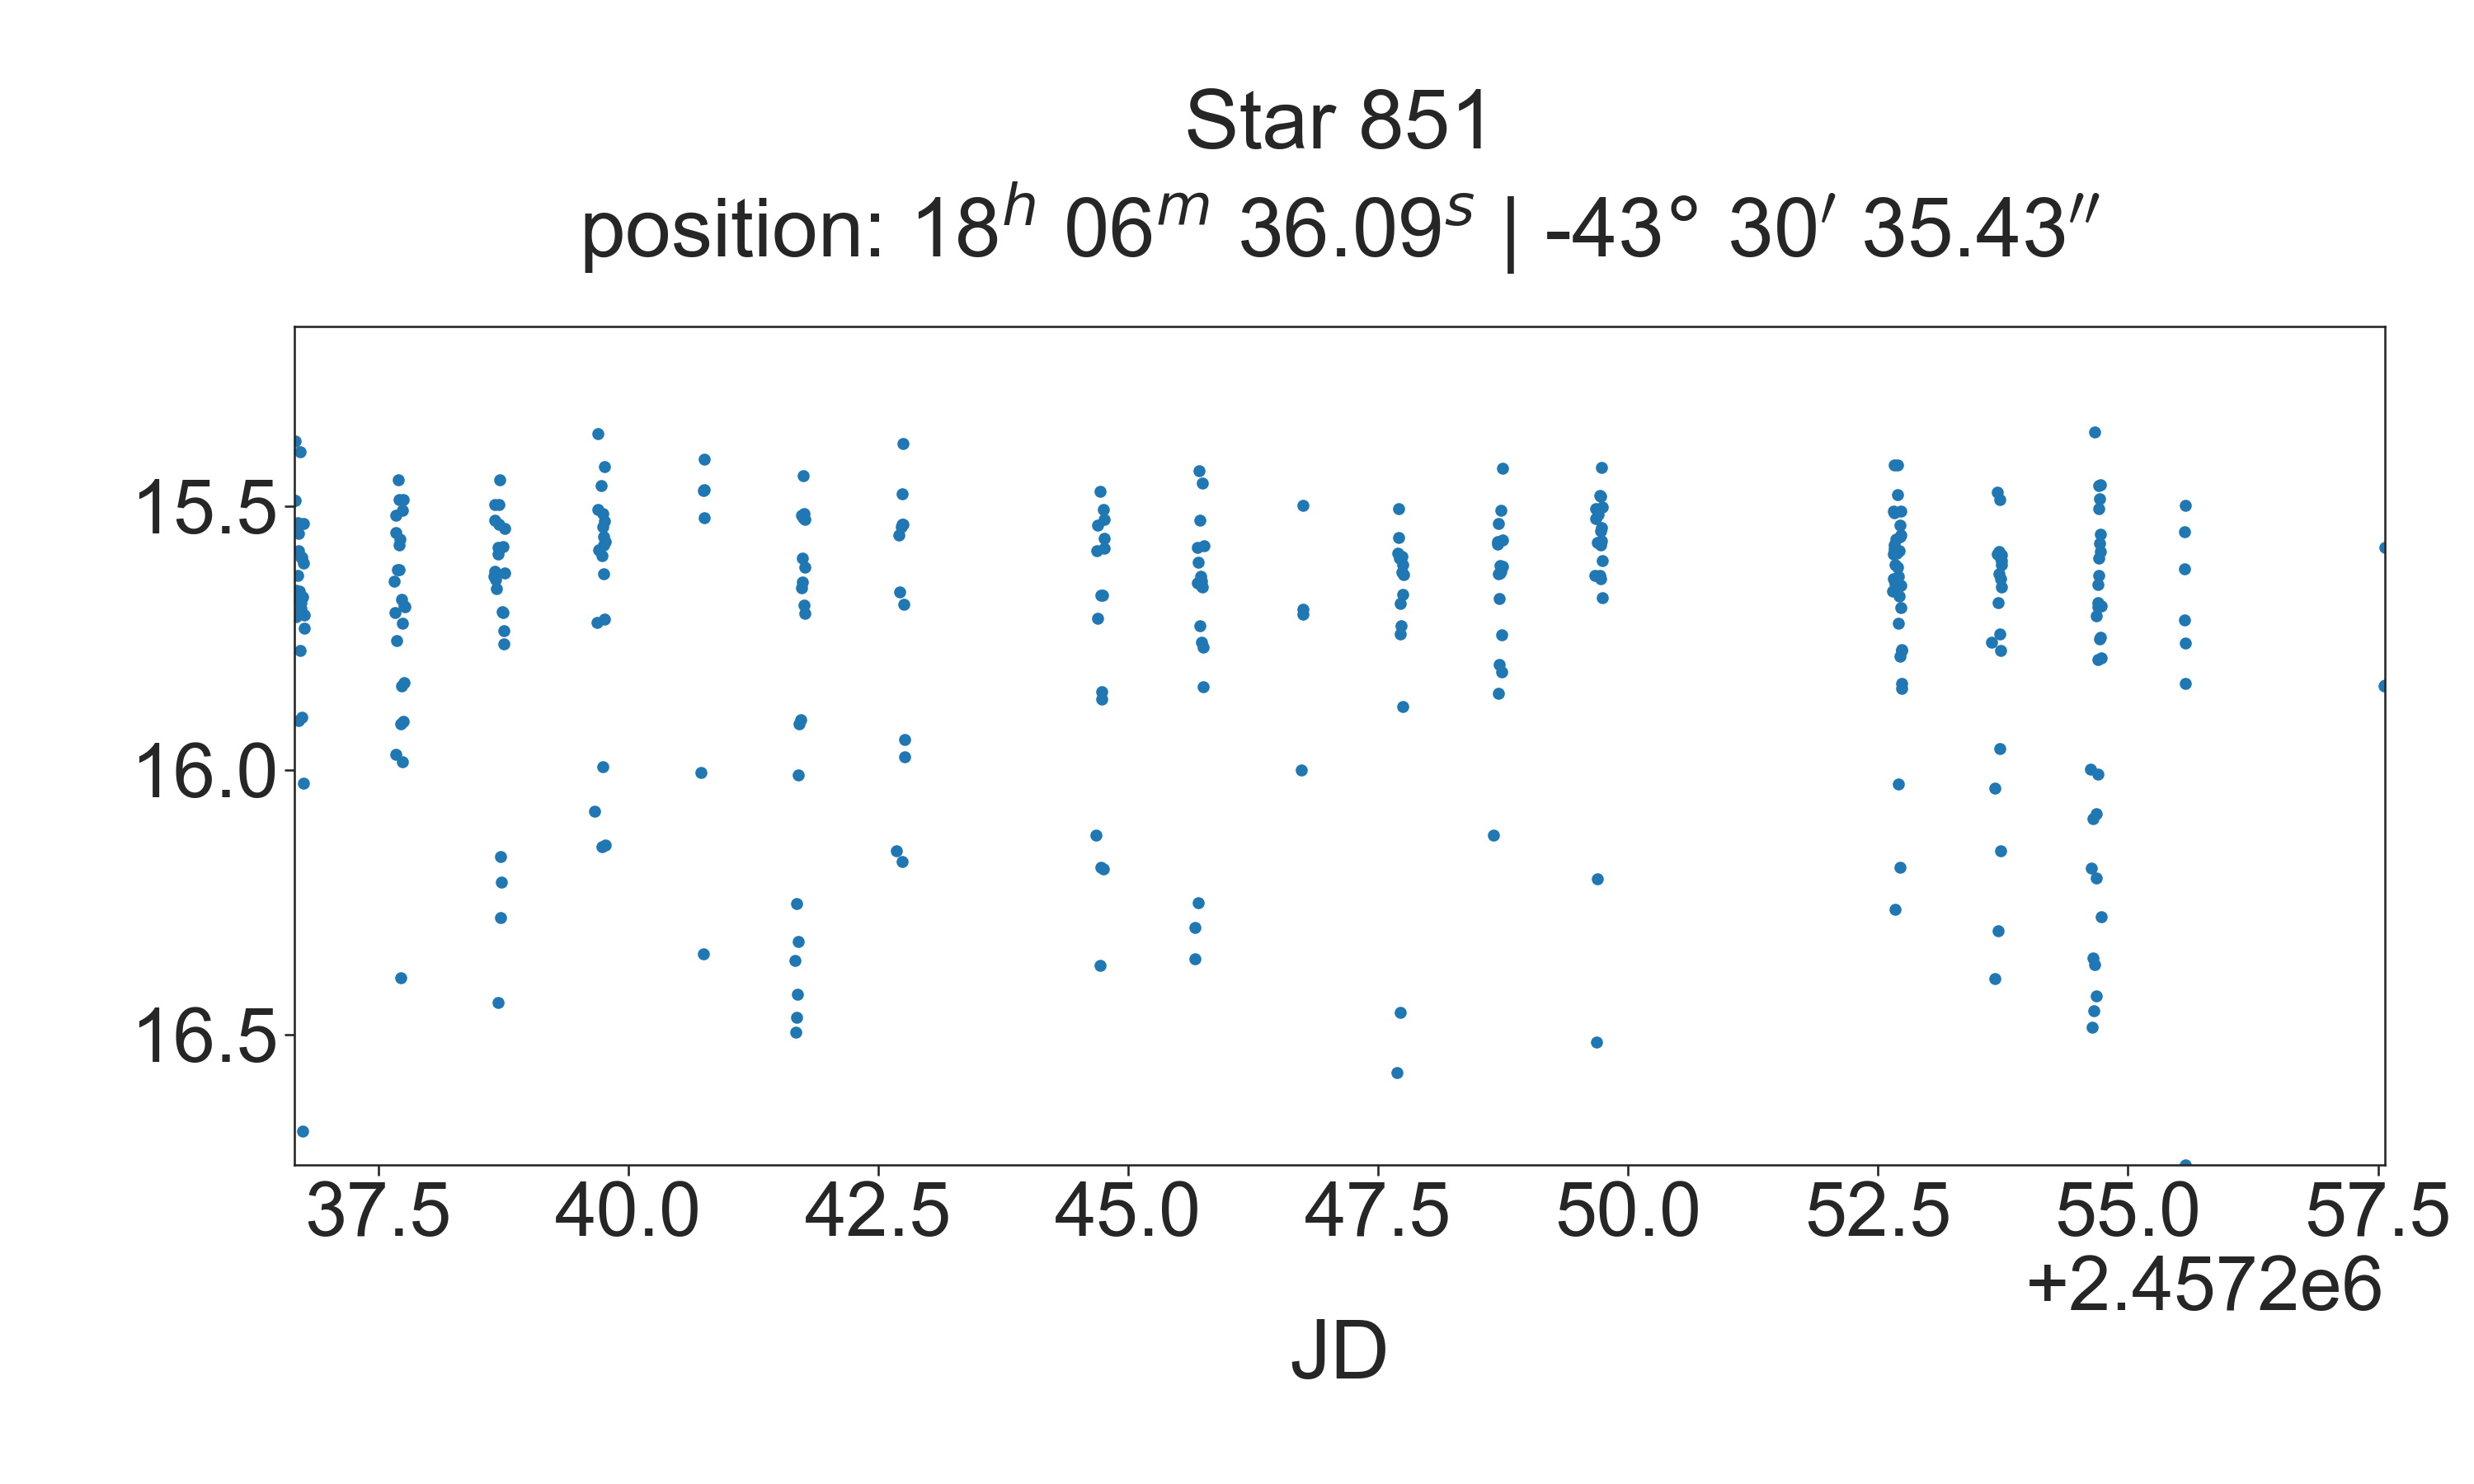 Star 851
position: 18ʰ 06ᵐ 36.09ˢ | -43° 30′ 35.43′′
15.5
16.0
16.5
37.5 40.0 42.5 45.0 47.5 50.0 52.5 55.0 57.5
+2.4572e6
JD